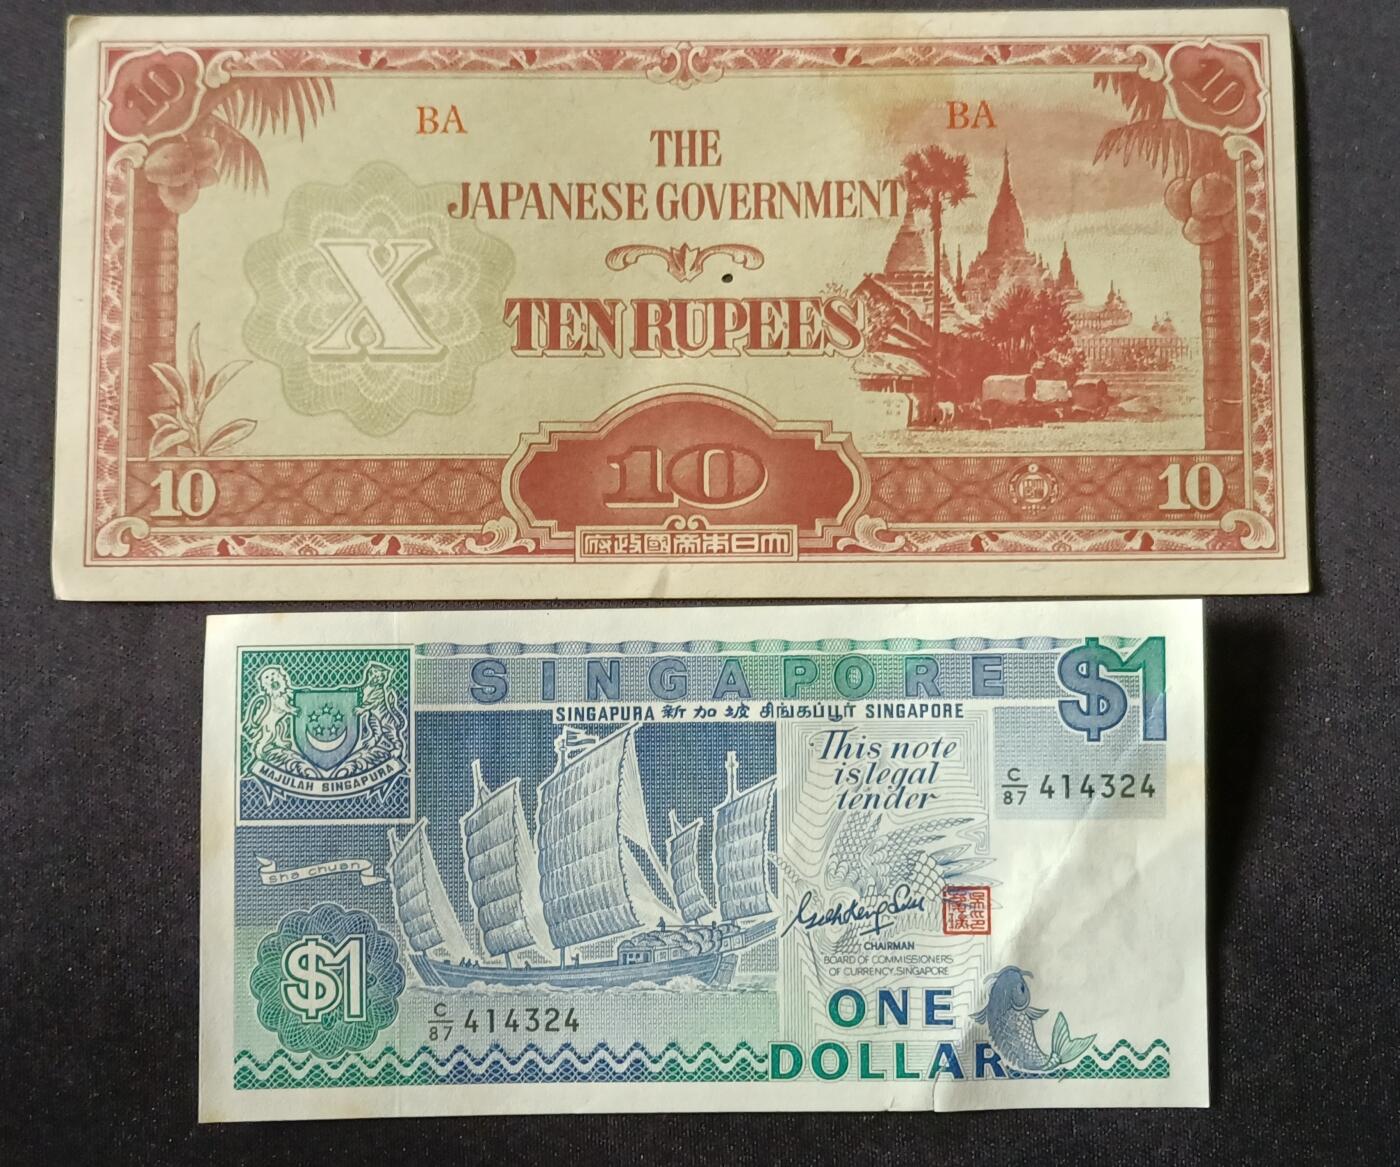 10
10
BA
BA
THE
JAPANESE GOVERNMENT
X
TEN RUPEES
10
10
10
府政國帝本日大
SINGAPORE
$1
SINGAPURA 新加坡 சிங்கப்பூர் SINGAPORE
MAJULAH SINGAPURA
This note
is legal
tender
C/87 414324
sha chuan
$1
CHAIRMAN
BOARD OF COMMISSIONERS
OF CURRENCY, SINGAPORE
C/87 414324
ONE
DOLLAR